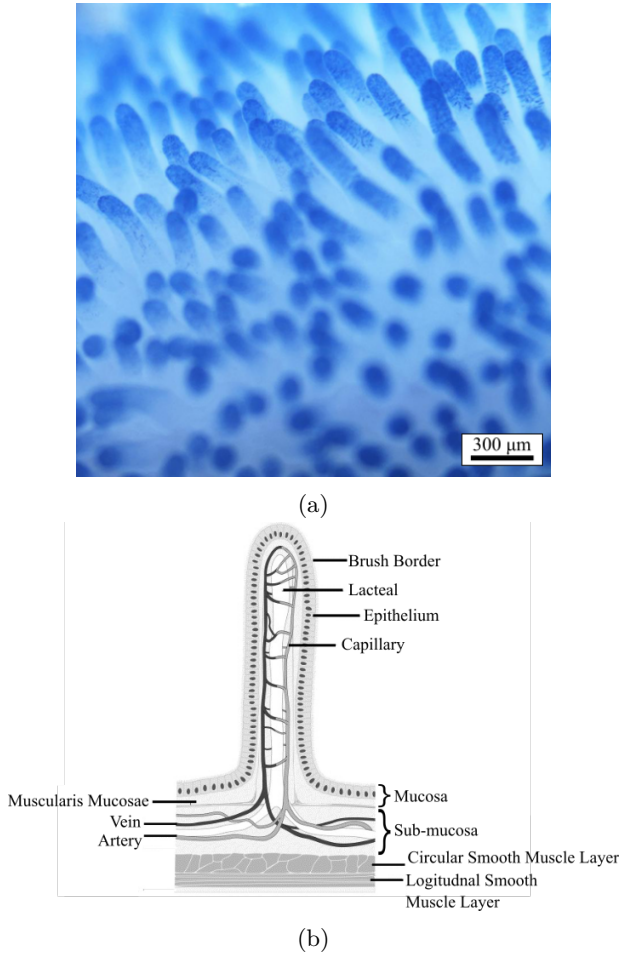 300 μm
(a)
Brush Border
Lacteal
Epithelium
Capillary
Muscularis Mucosae
Mucosa
Vein
Sub-mucosa
Artery
Circular Smooth Muscle Layer
Logitudnal Smooth
Muscle Layer
(b)